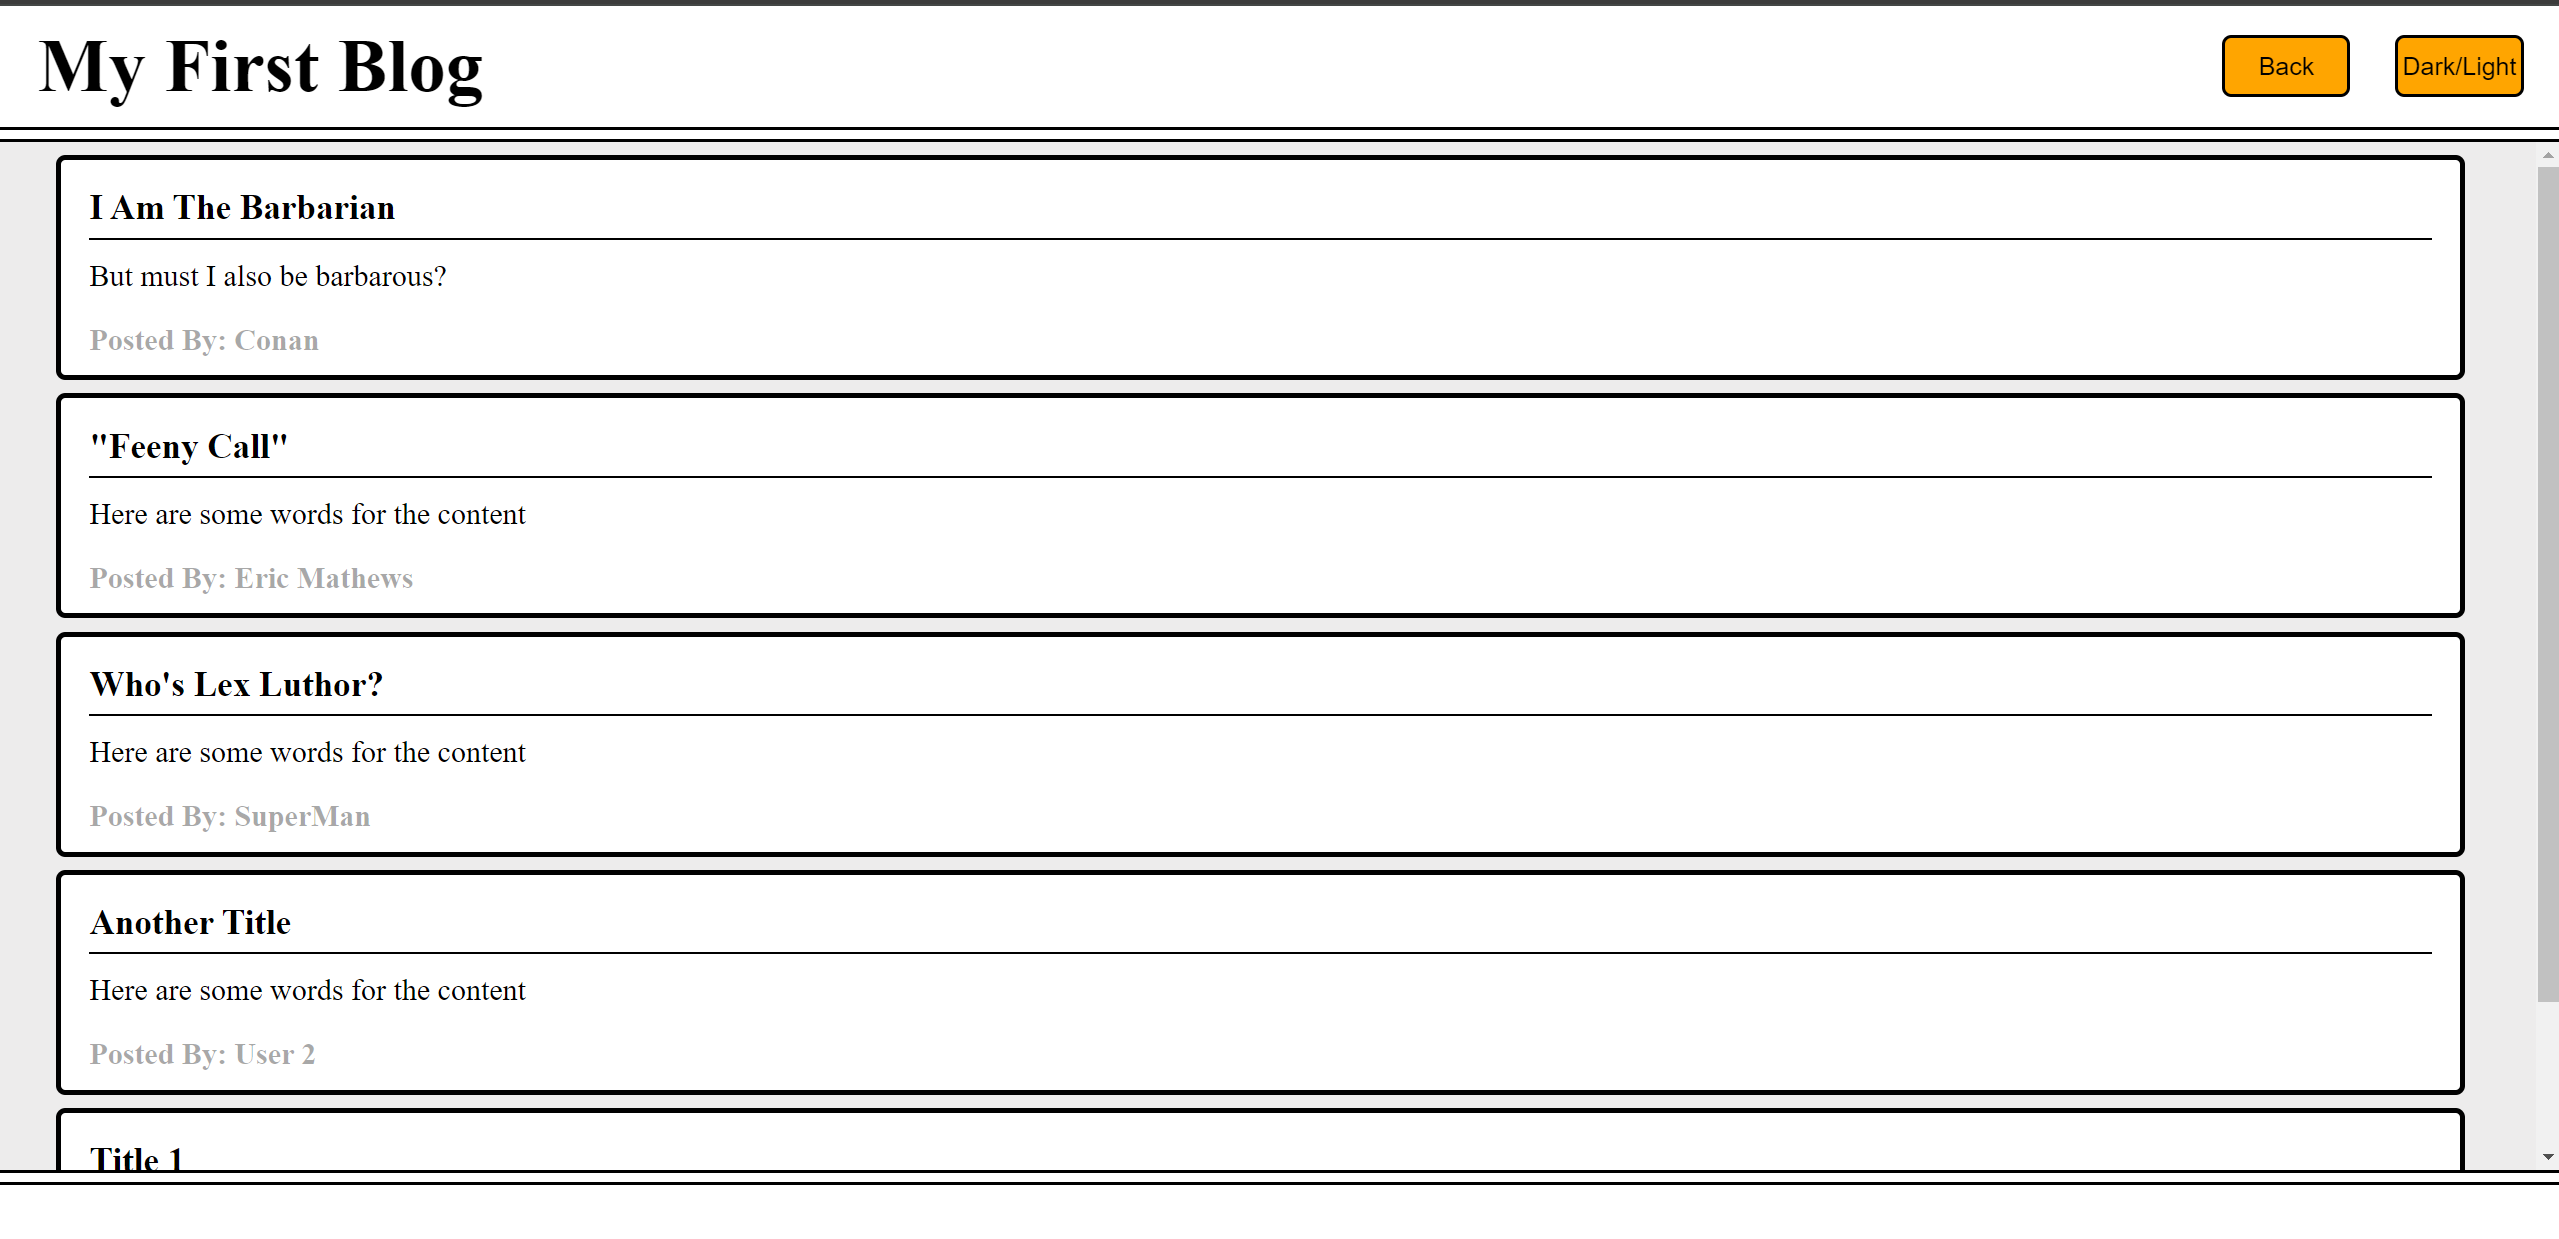 My First Blog
Back
Dark/Light
I Am The Barbarian
But must I also be barbarous?
Posted By: Conan
"Feeny Call"
Here are some words for the content
Posted By: Eric Mathews
Who's Lex Luthor?
Here are some words for the content
Posted By: SuperMan
Another Title
Here are some words for the content
Posted By: User 2
Title 1